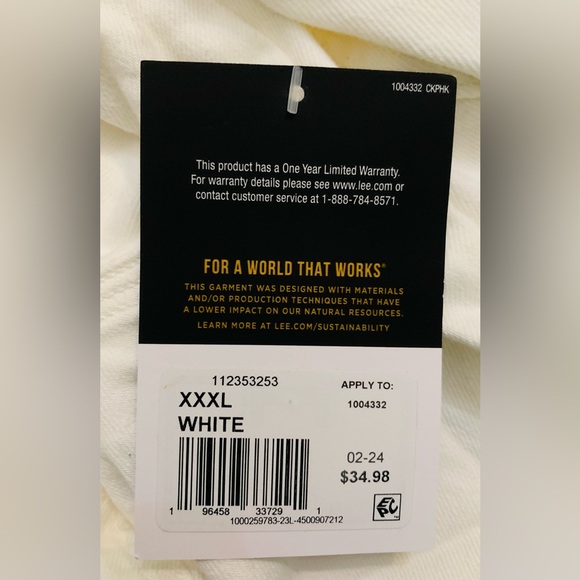 1004332 CKPHK
This product has a One Year Limited Warranty.
For warranty details please see www.lee.com or
contact customer service at 1-888-784-8571.
FOR A WORLD THAT WORKS®
THIS GARMENT WAS DESIGNED WITH MATERIALS
AND/OR PRODUCTION TECHNIQUES THAT HAVE
A LOWER IMPACT ON OUR NATURAL RESOURCES.
LEARN MORE AT LEE.COM/SUSTAINABILITY
112353253
XXXL
WHITE
APPLY TO:
1004332
02-24
$34.98
1 96458 33729 1
1000259783-23L-4500907212
EPC™